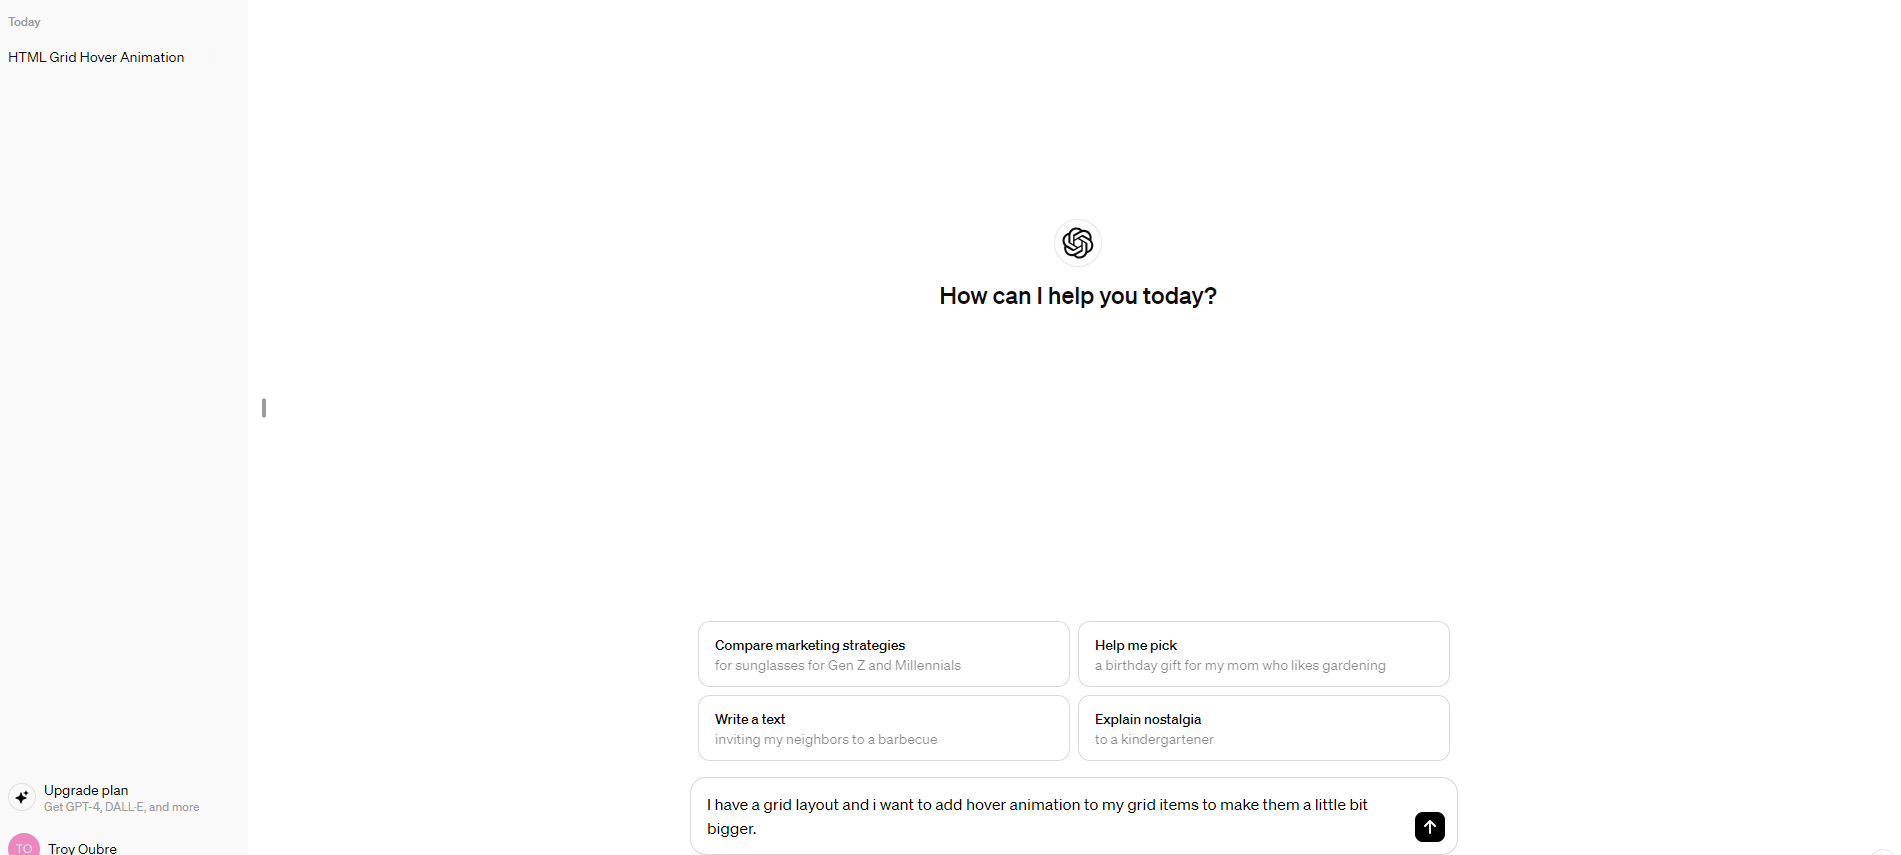 Today
HTML Grid Hover Animation
How can I help you today?
Compare marketing strategies
for sunglasses for Gen Z and Millennials
Help me pick
a birthday gift for my mom who likes gardening
Write a text
inviting my neighbors to a barbecue
Explain nostalgia
to a kindergartener
I have a grid layout and i want to add hover animation to my grid items to make them a little bit
bigger.
Upgrade plan
Get GPT-4, DALL·E, and more
TO
Troy Oubre